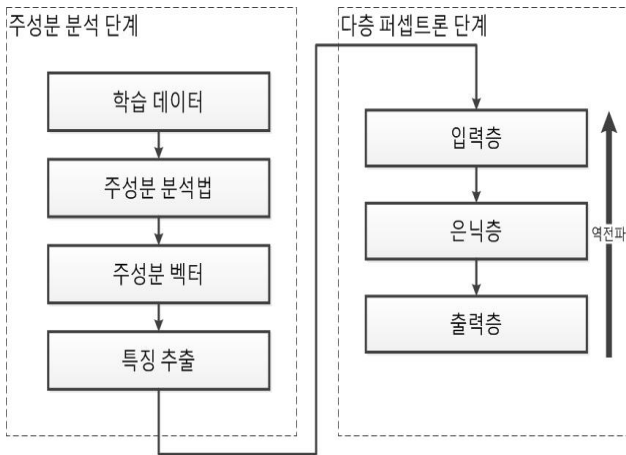 주성분 분석 단계
학습 데이터
주성분 분석법
주성분 벡터
특징 추출
다층 퍼셉트론 단계
입력층
은닉층
출력층
역전파